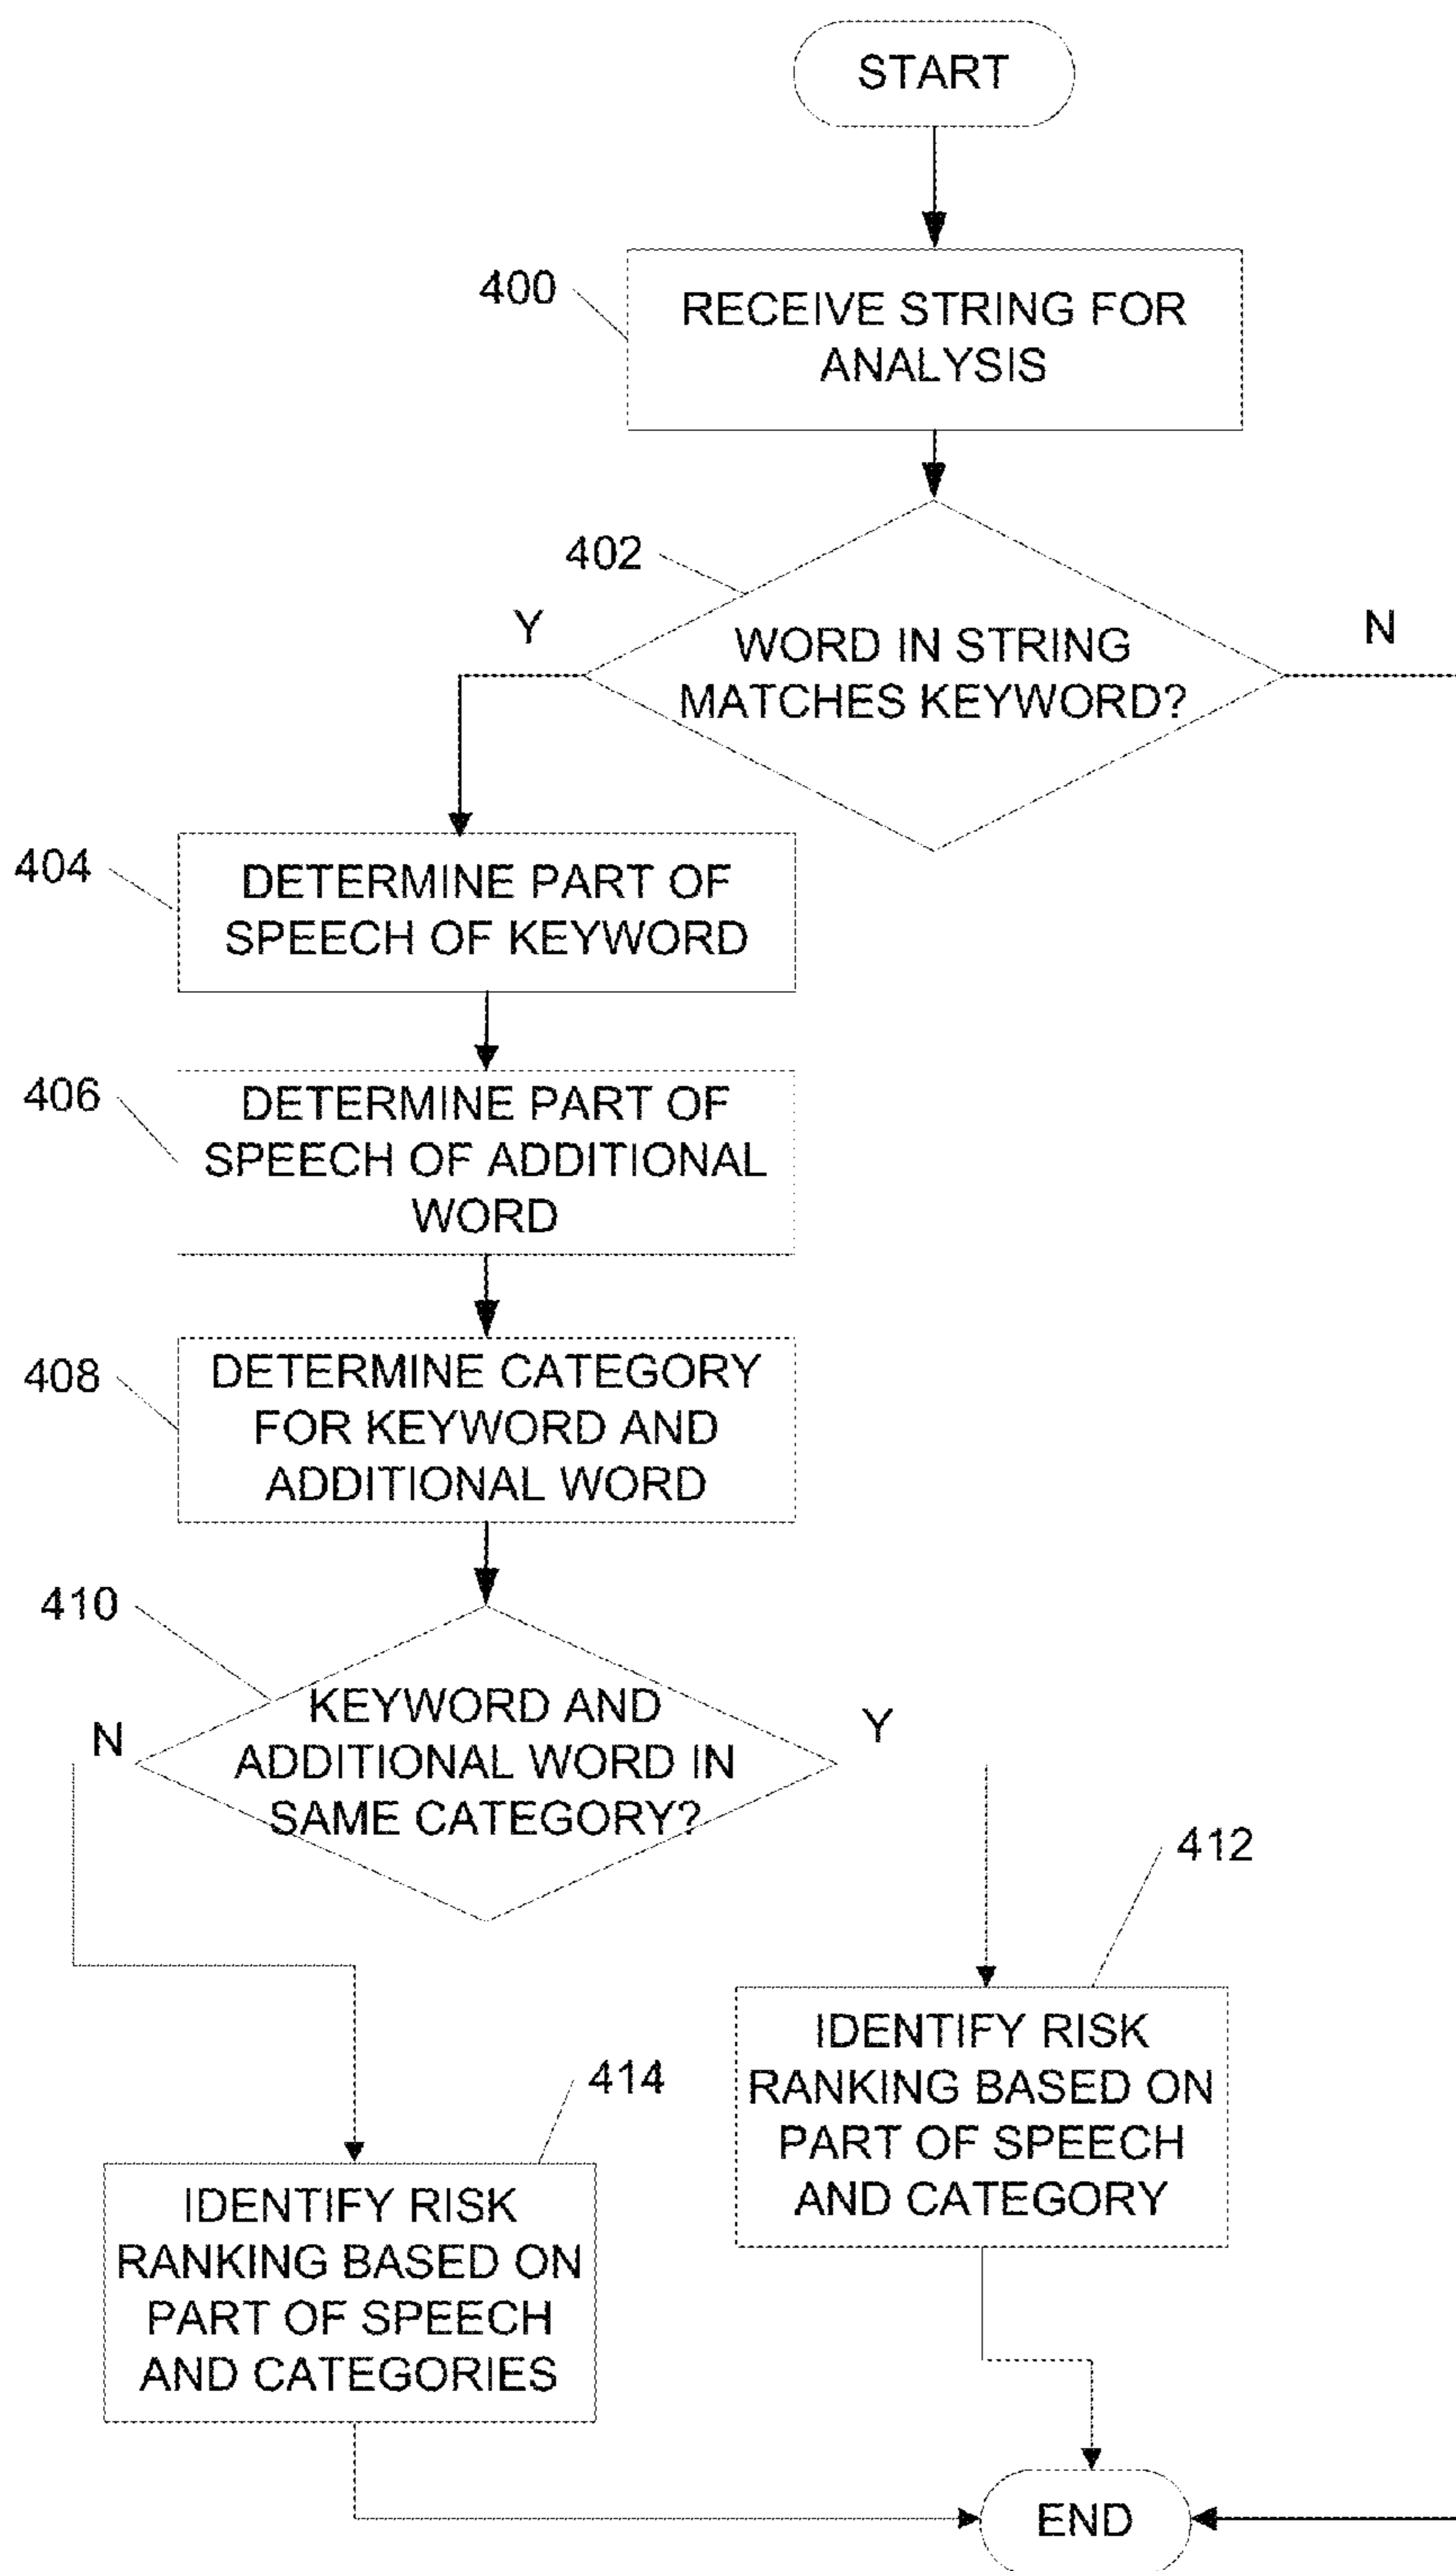 START
400
RECEIVE STRING FOR
ANALYSIS
402
Y
WORD IN STRING
MATCHES KEYWORD?
N
404
DETERMINE PART OF
SPEECH OF KEYWORD
406
DETERMINE PART OF
SPEECH OF ADDITIONAL
WORD
408
DETERMINE CATEGORY
FOR KEYWORD AND
ADDITIONAL WORD
410
N
KEYWORD AND
ADDITIONAL WORD IN
SAME CATEGORY?
Y
412
IDENTIFY RISK
RANKING BASED ON
PART OF SPEECH
AND CATEGORY
414
IDENTIFY RISK
RANKING BASED ON
PART OF SPEECH
AND CATEGORIES
END